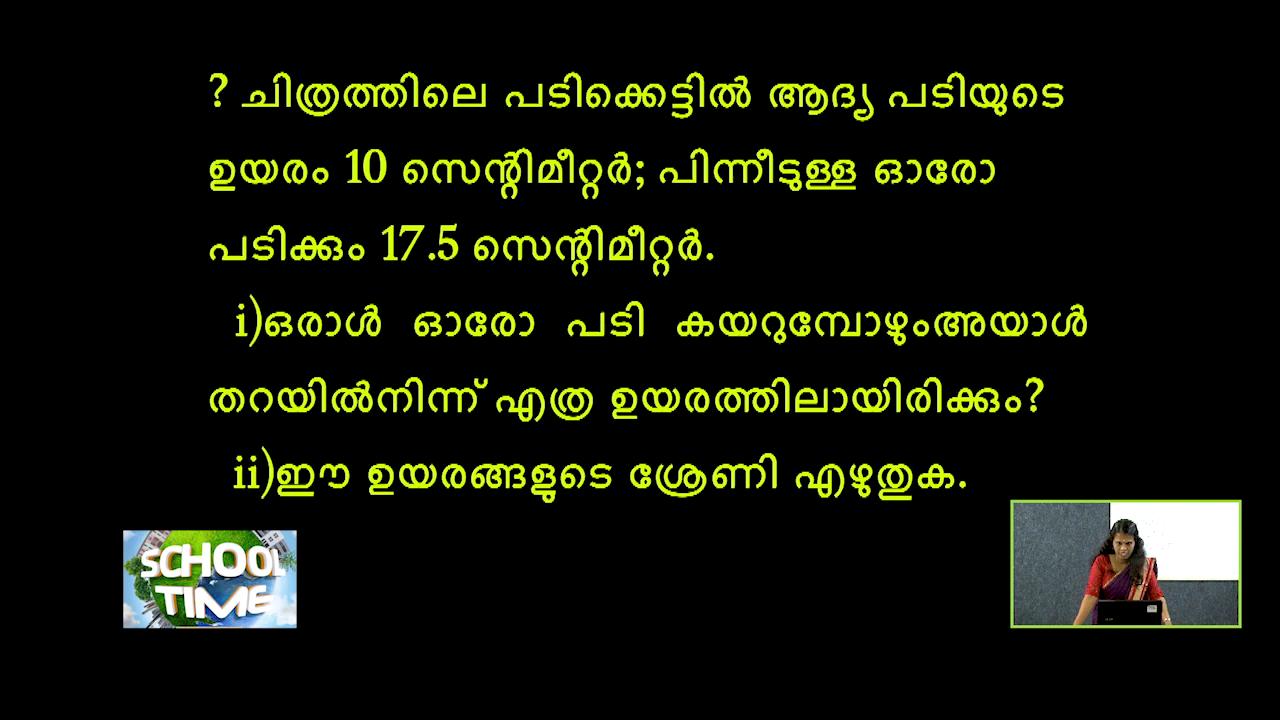 ? ചിത്രത്തിലെ പടിക്കെട്ടിൽ ആദ്യ പടിയുടെ
ഉയരം 10 സെന്റിമീറ്റർ; പിന്നീടുള്ള ഓരോ
പടിക്കും 17.5 സെന്റിമീറ്റർ.
i)ഒരാൾ ഓരോ പടി കയറുമ്പോഴുംഅയാൾ
തറയിൽനിന്ന് എത്ര ഉയരത്തിലായിരിക്കും?
ii)ഈ ഉയരങ്ങളുടെ ശ്രേണി എഴുതുക.
SCHOOL
TIME